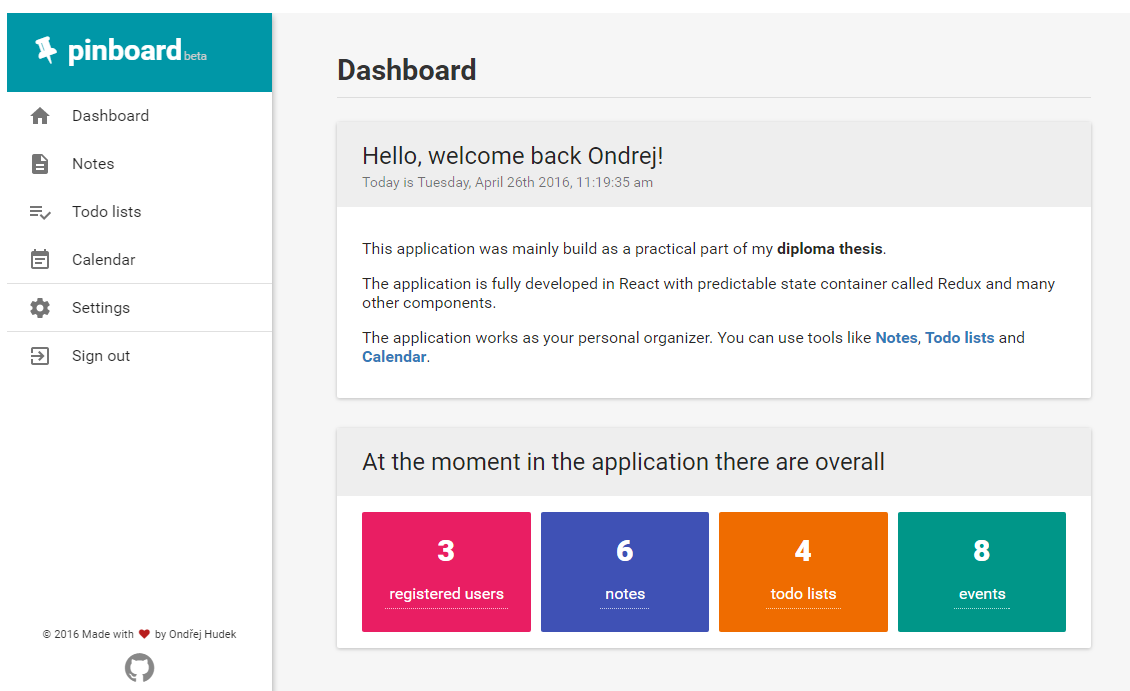 pinboard beta
Dashboard
Notes
Todo lists
Calendar
Settings
Sign out
© 2016 Made with ♥ by Ondřej Hudek
Dashboard
Hello, welcome back Ondrej!
Today is Tuesday, April 26th 2016, 11:19:35 am
This application was mainly build as a practical part of my diploma thesis.
The application is fully developed in React with predictable state container called Redux and many
other components.
The application works as your personal organizer. You can use tools like Notes, Todo lists and
Calendar.
At the moment in the application there are overall
3
registered users
6
notes
4
todo lists
8
events